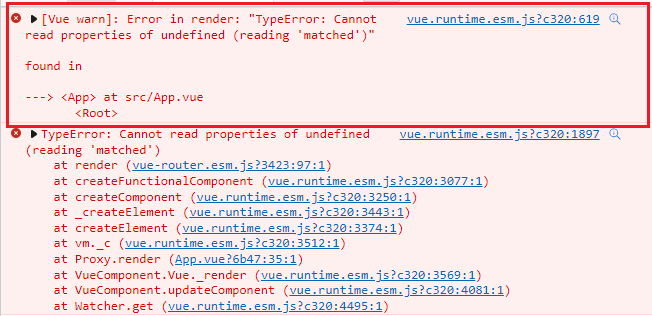 ▶[Vue warn]: Error in render: "TypeError: Cannot vue.runtime.esm.js?c320:619
read properties of undefined (reading 'matched')"
found in
---> <App> at src/App.vue
<Root>
▶TypeError: Cannot read properties of undefined vue.runtime.esm.js?c320:1897
(reading 'matched')
at render (vue-router.esm.js?3423:97:1)
at createFunctionalComponent (vue.runtime.esm.js?c320:3077:1)
at createComponent (vue.runtime.esm.js?c320:3250:1)
at _createElement (vue.runtime.esm.js?c320:3443:1)
at createElement (vue.runtime.esm.js?c320:3374:1)
at vm._c (vue.runtime.esm.js?c320:3512:1)
at Proxy.render (App.vue?6b47:35:1)
at VueComponent.Vue._render (vue.runtime.esm.js?c320:3569:1)
at VueComponent.updateComponent (vue.runtime.esm.js?c320:4081:1)
at Watcher.get (vue.runtime.esm.js?c320:4495:1)